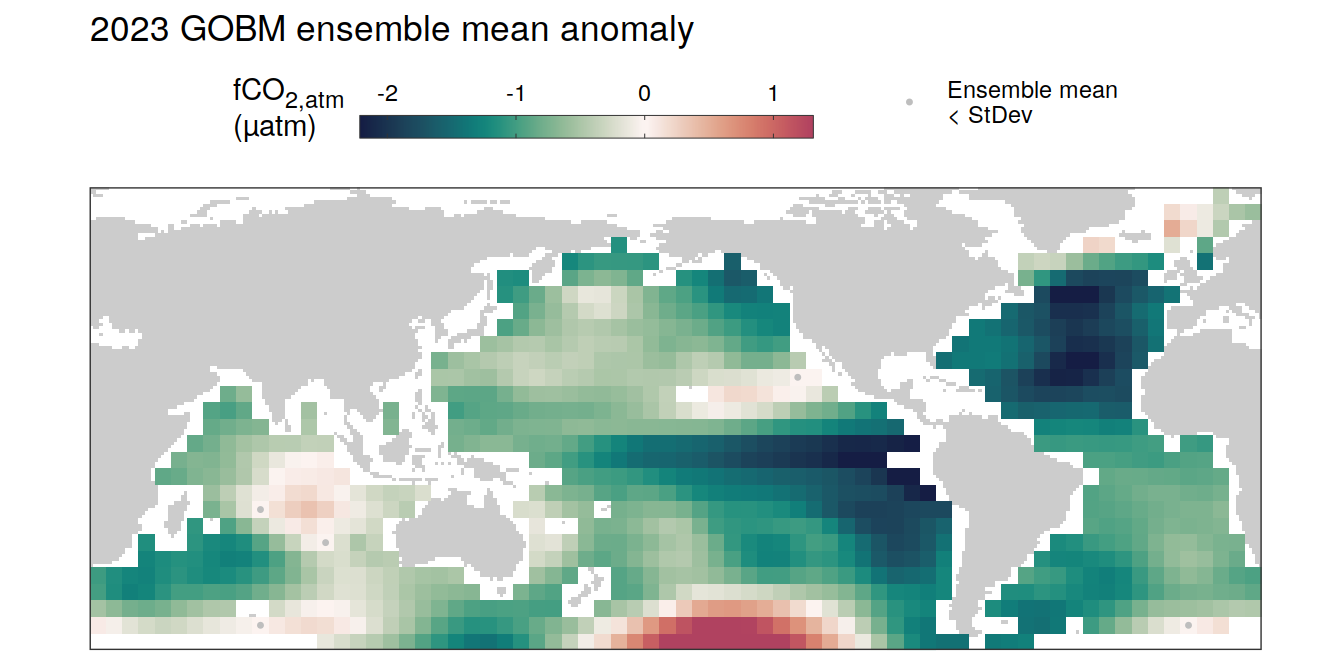 2023 GOBM ensemble mean anomaly
fCO2,atm
(µatm)
-2 -1 0 1
Ensemble mean
< StDev